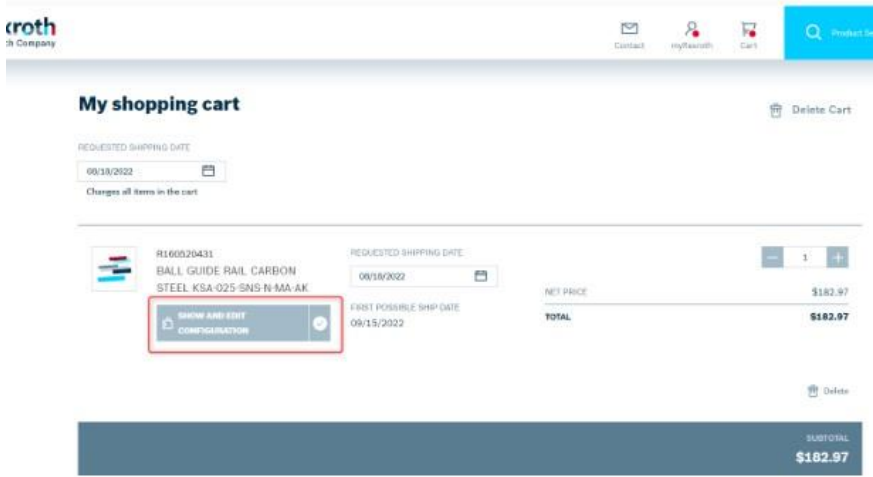 xroth
h Company
Contact
myRexroth
Cart
Product Se
My shopping cart
Delete Cart
REQUESTED SHIPPING DATE
08/18/2022
Changes all items in the cart
R160520431
BALL GUIDE RAIL CARBON
STEEL KSA-025-SNS-N-MA-AK
SHOW AND EDIT
CONFIGURATION
REQUESTED SHIPPING DATE
08/18/2022
FIRST POSSIBLE SHIP DATE
09/15/2022
1
NET PRICE
$182.97
TOTAL
$182.97
Delete
SUBTOTAL
$182.97